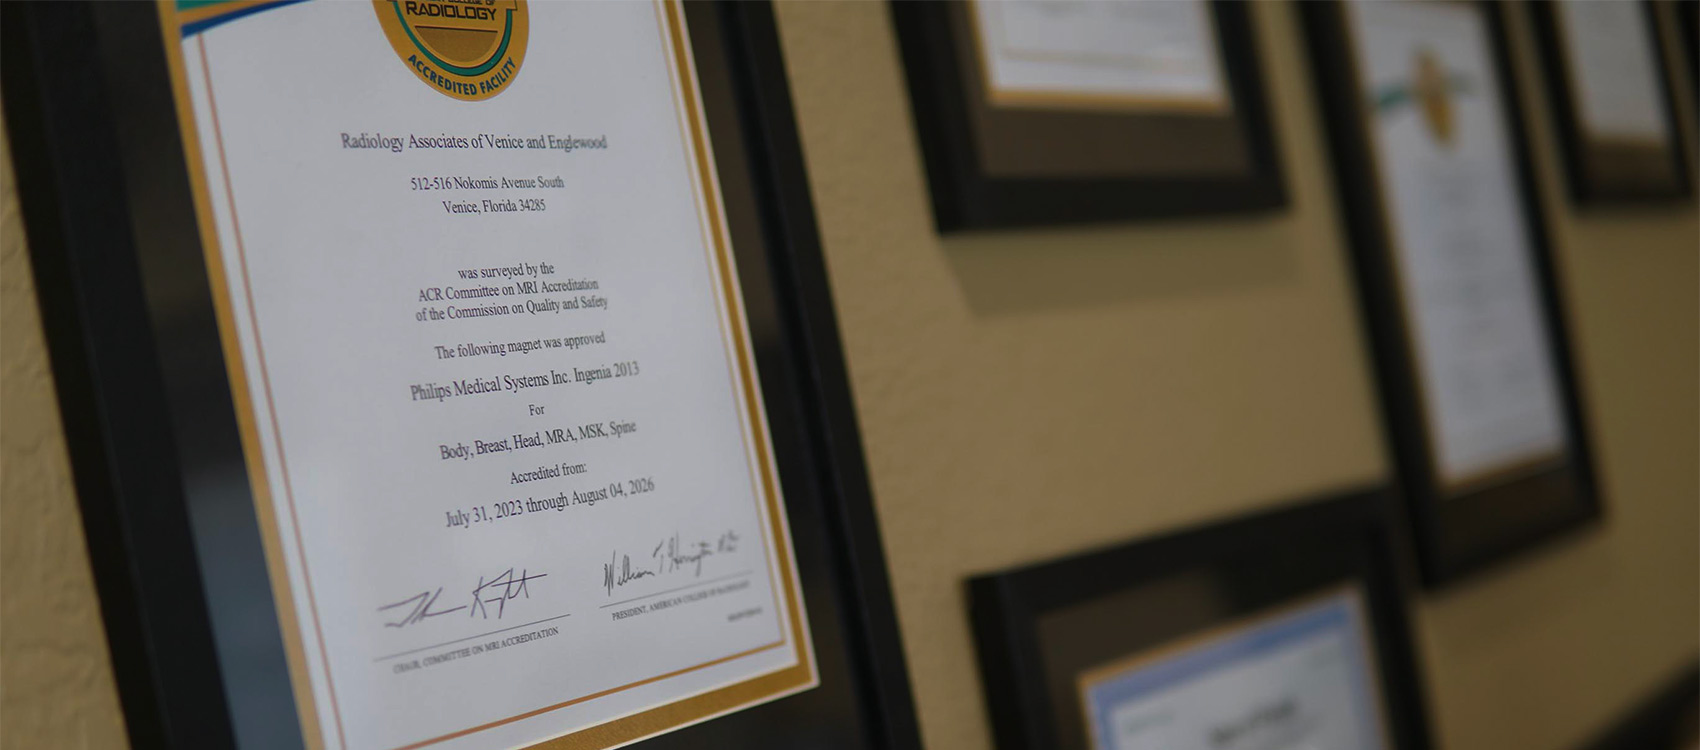 RADIOLOGY
ACCREDITED FACILITY
Radiology Associates of Venice and Englewood
512-516 Nokomis Avenue South
Venice, Florida 34285
was surveyed by the
ACR Committee on MRI Accreditation
of the Commission on Quality and Safety
The following magnet was approved
Philips Medical Systems Inc. Ingenia 2013
For
Body, Breast, Head, MRA, MSK, Spine
Accredited from:
July 31, 2023 through August 04, 2026
CHAIR, COMMITTEE ON MRI ACCREDITATION
PRESIDENT, AMERICAN COLLEGE OF RADIOLOGY